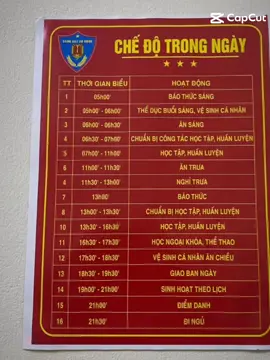 CapCut
CHẾ ĐỘ TRONG NGÀY
TT THỜI GIAN BIỂU HOẠT ĐỘNG
1 05h00' BÁO THỨC SÁNG
2 05h00' - 06h00' THỂ DỤC BUỔI SÁNG, VỆ SINH CÁ NHÂN
3 06h00' - 06h30' ĂN SÁNG
4 06h30' - 07h00' CHUẨN BỊ CÔNG TÁC HỌC TẬP, HUẤN LUYỆN
5 07h00' - 11h00' HỌC TẬP, HUẤN LUYỆN
6 11h00' - 11h30' ĂN TRƯA
4 11h30' - 13h00' NGHỈ TRƯA
7 13h00' BÁO THỨC
8 13h00' - 13h30' CHUẨN BỊ HỌC TẬP, HUẤN LUYỆN
10 13h30' - 16h30' HỌC TẬP, HUẤN LUYỆN
11 16h30' - 17h30' HỌC NGOẠI KHÓA, THỂ THAO
12 17h30' - 18h30' VỆ SINH CÁ NHÂN ĂN CHIỀU
13 18h30' - 19h30' GIAO BAN NGÀY
14 19h00' - 21h00' SINH HOẠT THEO LỊCH
15 21h00' ĐIỂM DANH
16 21h30' ĐI NGỦ